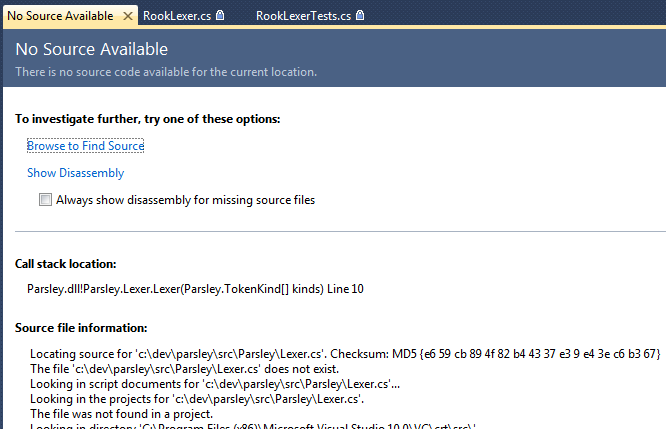 No Source Available
RookLexer.cs
RookLexerTests.cs
No Source Available
There is no source code available for the current location.
To investigate further, try one of these options:
Browse to Find Source
Show Disassembly
Always show disassembly for missing source files
Call stack location:
Parsley.dll!Parsley.Lexer.Lexer(Parsley.TokenKind[] kinds) Line 10
Source file information:
Locating source for 'c:\dev\parsley\src\Parsley\Lexer.cs'. Checksum: MD5 {e6 59 cb 89 4f 82 b4 43 37 e3 9 e4 3e c6 b3 67}
The file 'c:\dev\parsley\src\Parsley\Lexer.cs' does not exist.
Looking in script documents for 'c:\dev\parsley\src\Parsley\Lexer.cs'...
Looking in the projects for 'c:\dev\parsley\src\Parsley\Lexer.cs'.
The file was not found in a project.
Looking in directory 'C:\Program Files (x86)\Microsoft Visual Studio 10.0\VC\crt\src\'...